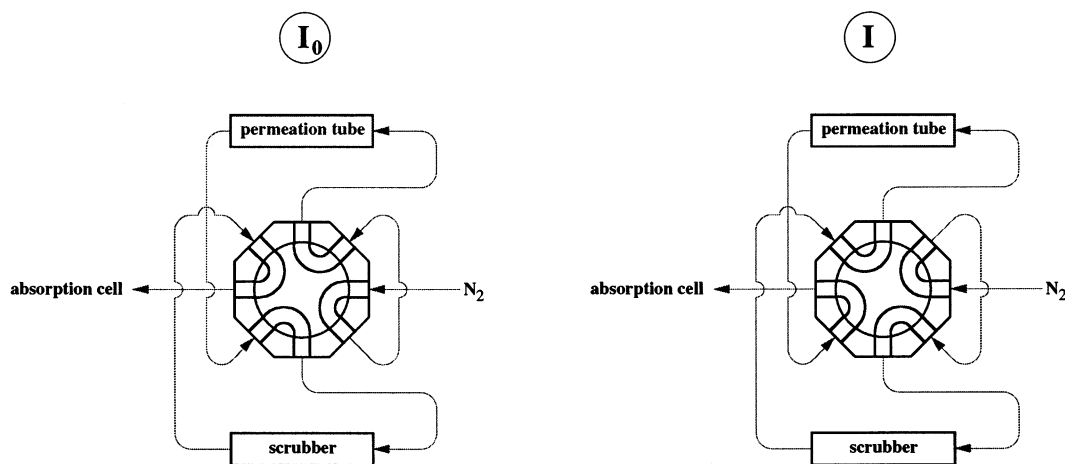 I0
I
permeation tube
permeation tube
absorption cell
N2
absorption cell
N2
scrubber
scrubber